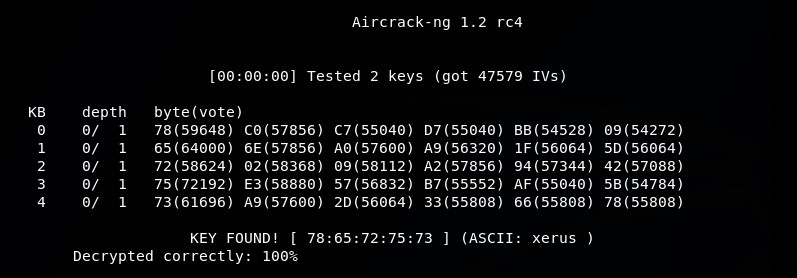 Aircrack-ng 1.2 rc4
[00:00:00] Tested 2 keys (got 47579 IVs)
KB depth byte(vote)
0 0/ 1 78(59648) C0(57856) C7(55040) D7(55040) BB(54528) 09(54272)
1 0/ 1 65(64000) 6E(57856) A0(57600) A9(56320) 1F(56064) 5D(56064)
2 0/ 1 72(58624) 02(58368) 09(58112) A2(57856) 94(57344) 42(57088)
3 0/ 1 75(72192) E3(58880) 57(56832) B7(55552) AF(55040) 5B(54784)
4 0/ 1 73(61696) A9(57600) 2D(56064) 33(55808) 66(55808) 78(55808)
KEY FOUND! [ 78:65:72:75:73 ] (ASCII: xerus )
Decrypted correctly: 100%